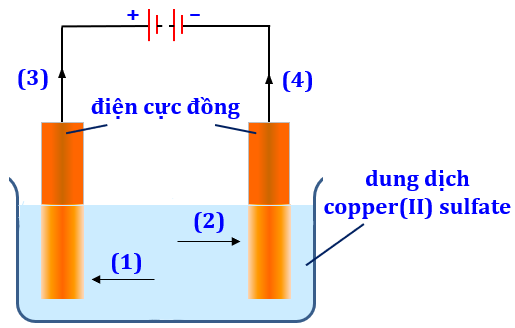 + −
(3)
(4)
điện cực đồng
dung dịch
copper(II) sulfate
(2)
(1)